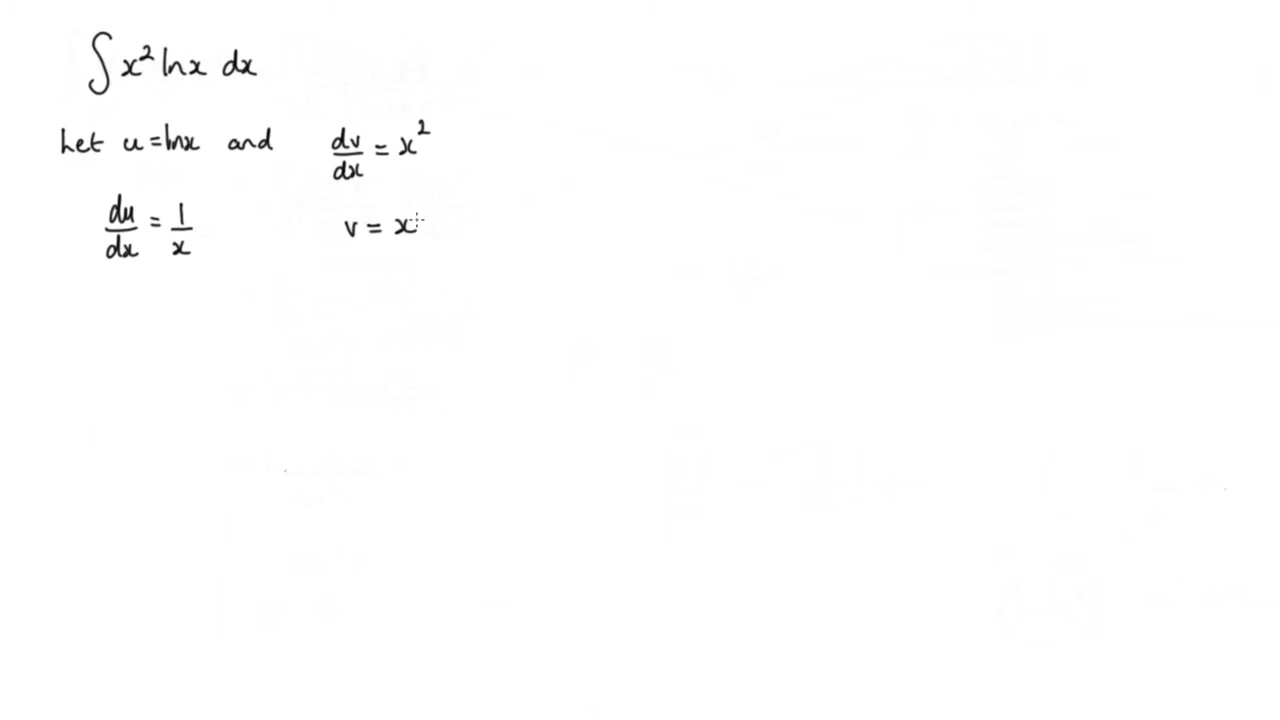 ∫ x² lnx dx
Let u = lnx and dv/dx = x²
du/dx = 1/x v = x